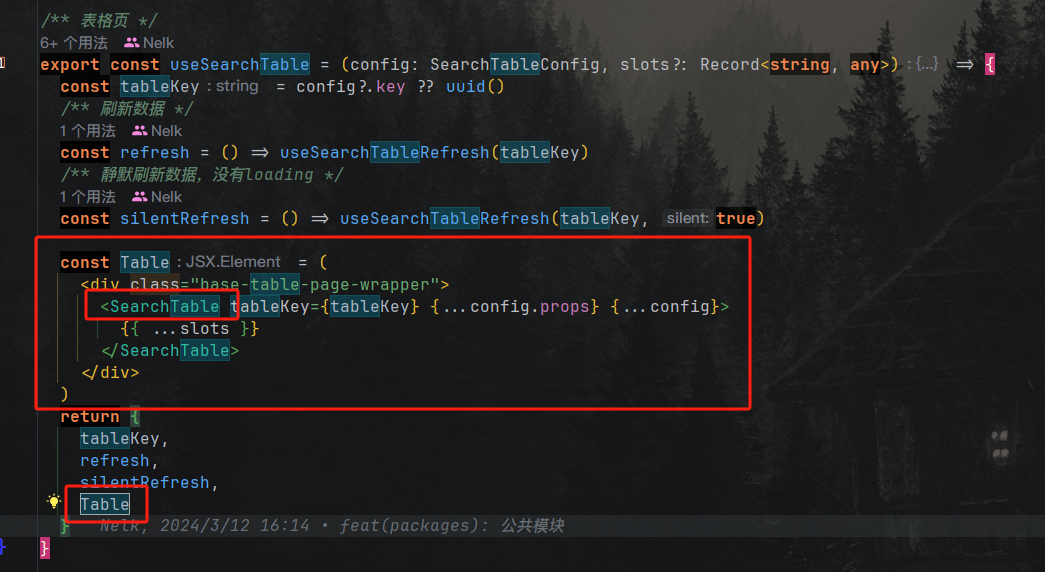 /** 表格页 */
6+ 个用法 Nelk
export const useSearchTable = (config: SearchTableConfig, slots?: Record<string, any>) : {...} => {
const tableKey : string = config?.key ?? uuid()
/** 刷新数据 */
1 个用法 Nelk
const refresh = () => useSearchTableRefresh(tableKey)
/** 静默刷新数据，没有loading */
1 个用法 Nelk
const silentRefresh = () => useSearchTableRefresh(tableKey, silent: true)
const Table : JSX.Element = (
<div class="base-table-page-wrapper">
<SearchTable tableKey={tableKey} {...config.props} {...config}>
{{ ...slots }}
</SearchTable>
</div>
)
return {
tableKey,
refresh,
silentRefresh,
Table
} Nelk, 2024/3/12 16:14 • feat(packages): 公共模块
}